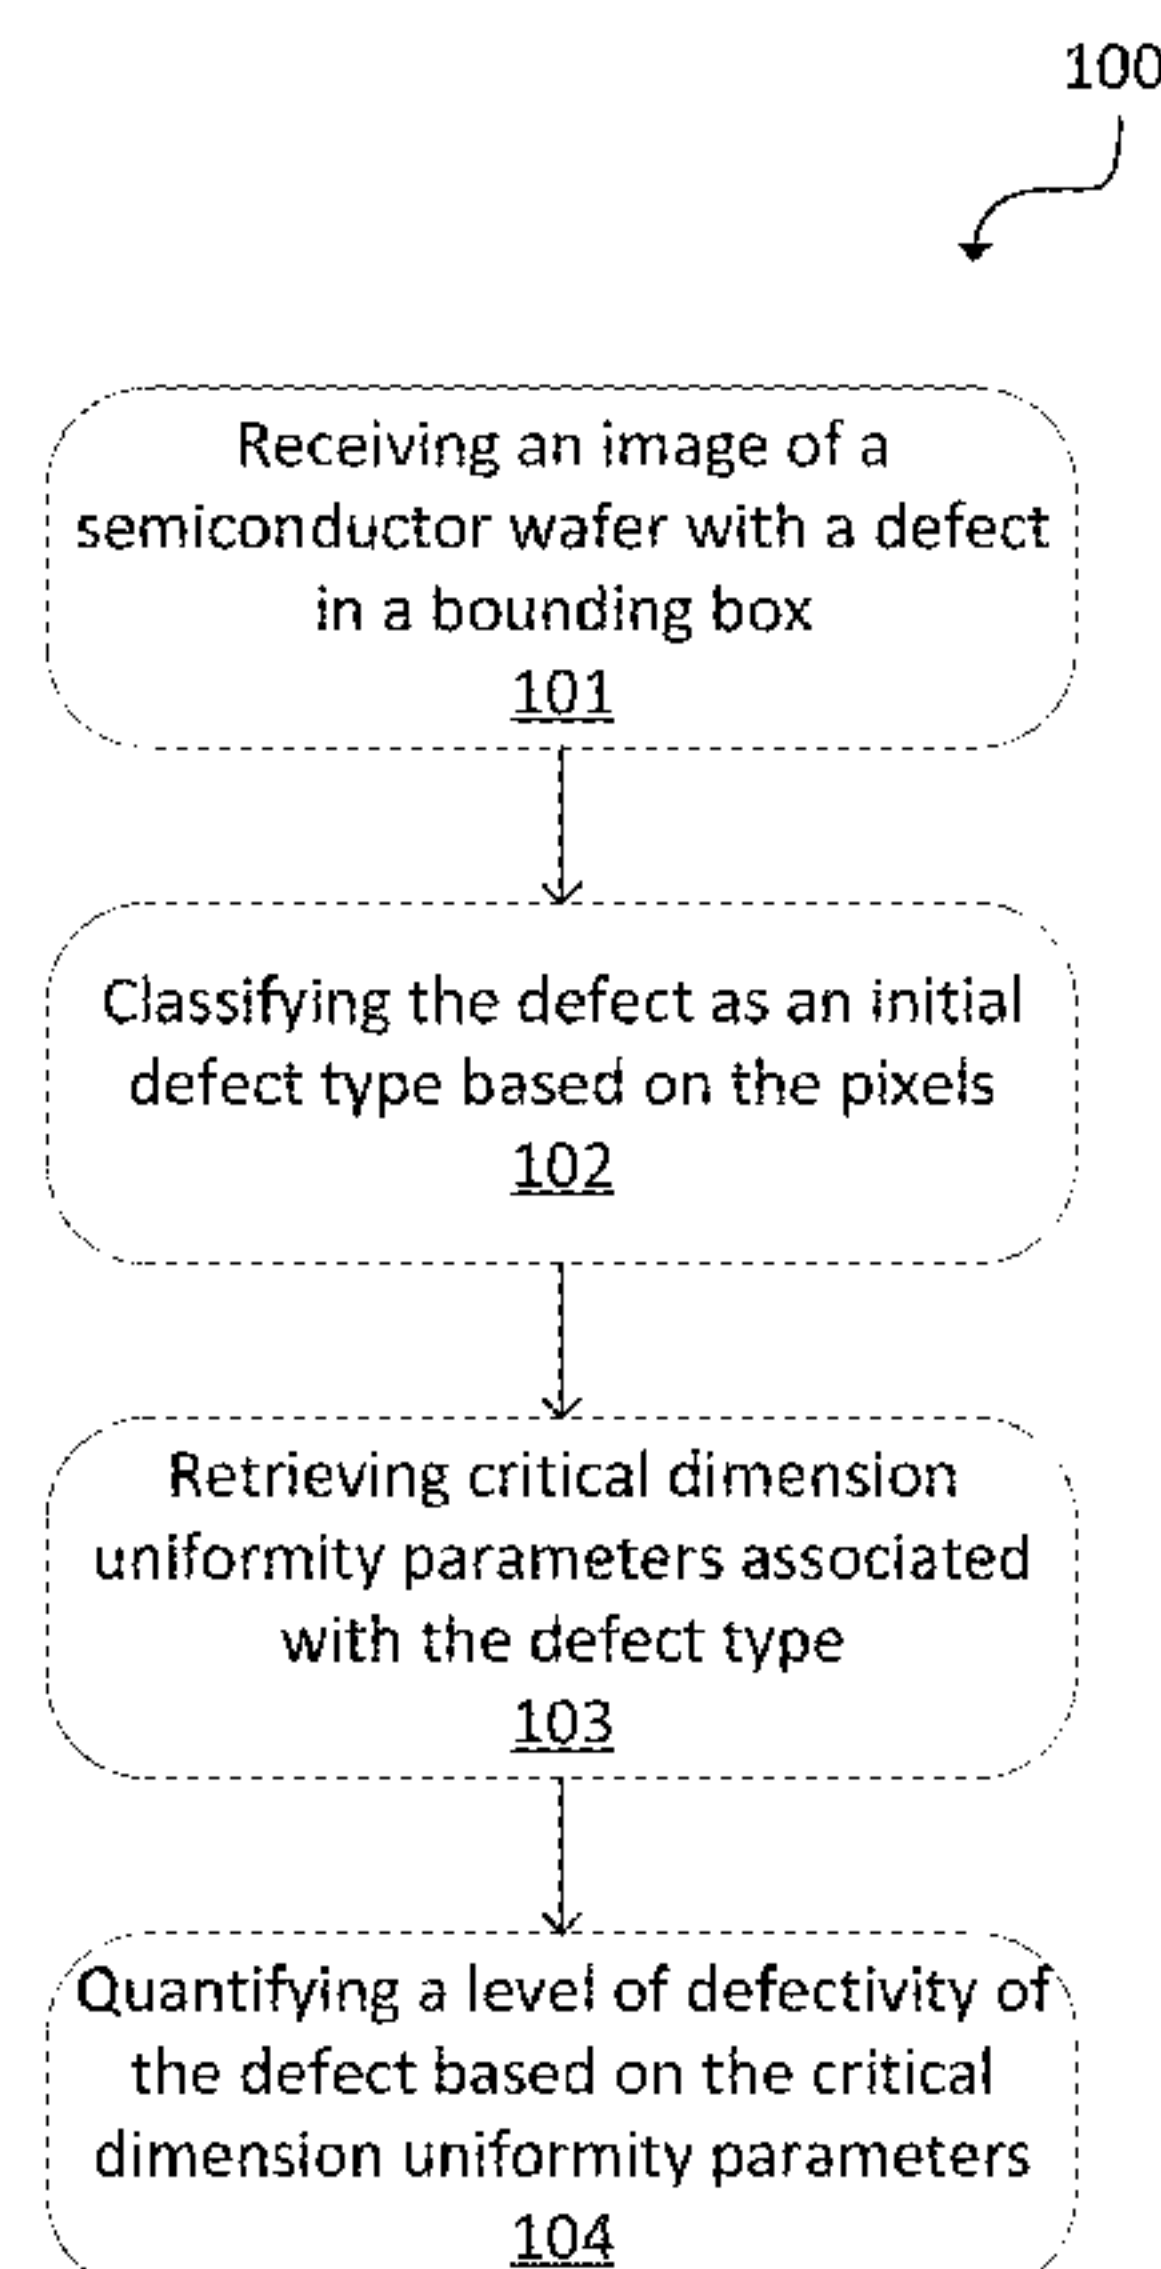 100
Receiving an image of a
semiconductor wafer with a defect
in a bounding box
101
Classifying the defect as an initial
defect type based on the pixels
102
Retrieving critical dimension
uniformity parameters associated
with the defect type
103
Quantifying a level of defectivity of
the defect based on the critical
dimension uniformity parameters
104